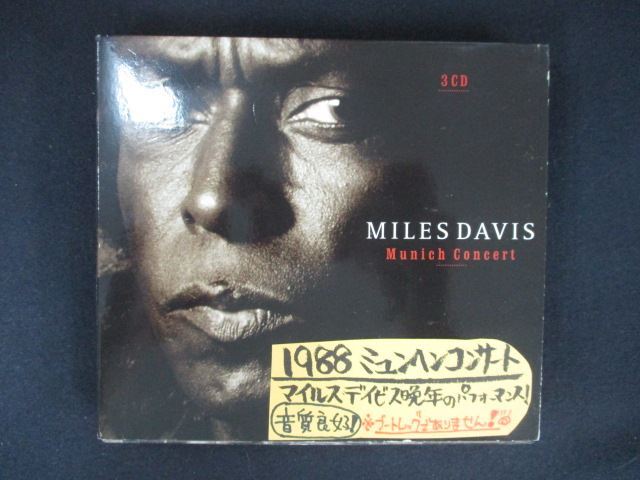 3CD
MILES DAVIS
Munich Concert
1988 ミュンヘンコンサート
マイルスデイビス晩年のパフォーマンス!
音質良好! ※ブートレッグではありません!!